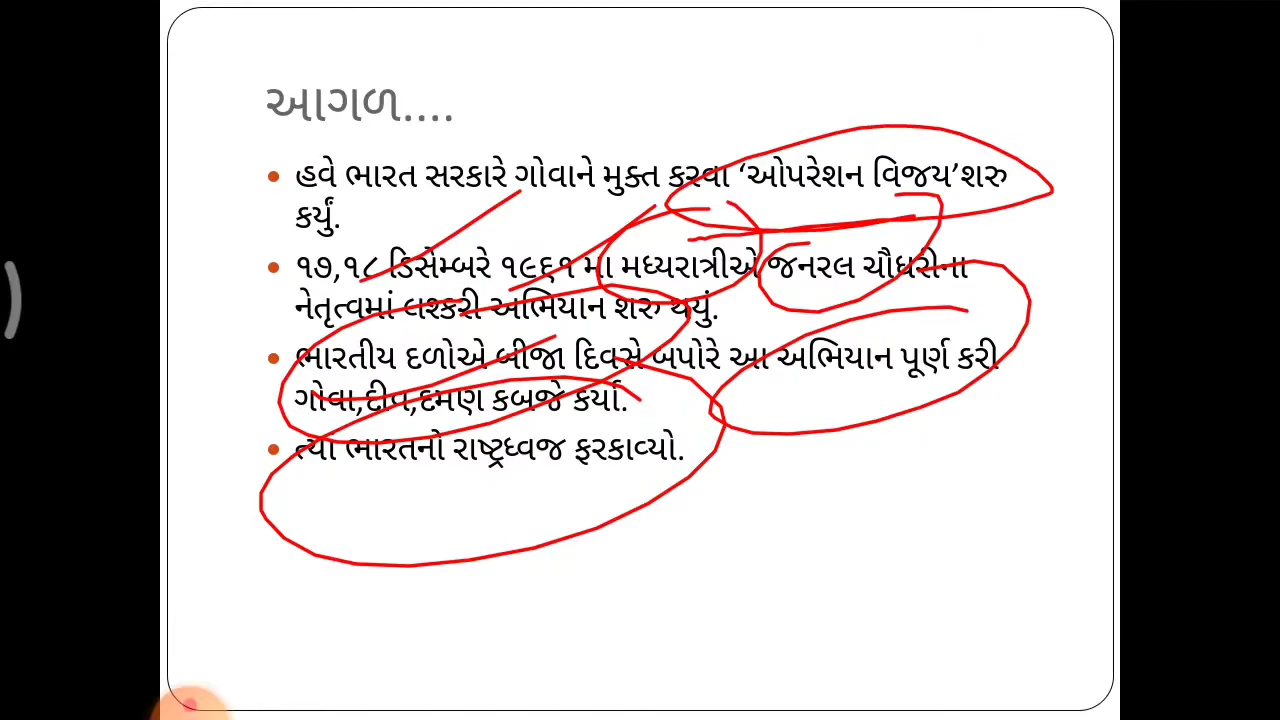 આગળ....
હવે ભારત સરકારે ગોવાને મુક્ત કરવા ‘ઓપરેશન વિજય’શરુ
કર્યું.
૧૭,૧૮ ડિસેમ્બરે ૧૯૬૧ મા મધ્યરાત્રીએ જનરલ ચૌધરીના
નેતૃત્વમાં લશ્કરી અભિયાન શરુ થયું.
ભારતીય દળોએ બીજા દિવસે બપોરે આ અભિયાન પૂર્ણ કરી
ગોવા,દીવ,દમણ કબજે કર્યા.
ત્યાં ભારતનો રાષ્ટ્રધ્વજ ફરકાવ્યો.